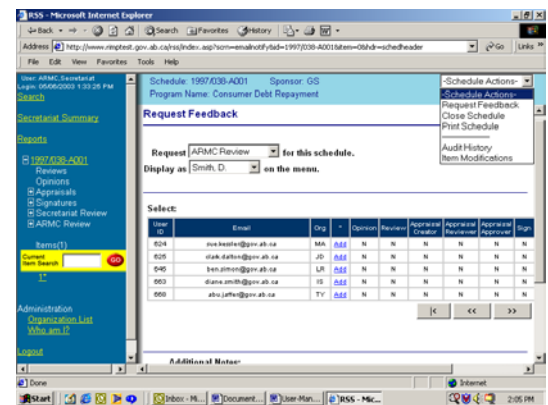 RSS - Microsoft Internet Explorer
Back Search Favorites History
Address http://www.rimptest.gov.ab.ca/rss/index.asp?scrn=emailnotifybid=1997/038-A001&item=0&hdr=schedheader Go Links
File Edit View Favorites Tools Help
User: ARMC, Secretariat
Login: 05/06/2003 1:33:25 PM
Search
Secretariat Summary
Reports
1997/038-A001
Reviews
Opinions
Appraisals
Signatures
Secretariat Review
ARMC Review
Items(1)
Current Item Search GO
1*
Administration
Organization List
Who am I?
Logout
Schedule: 1997/038-A001 Sponsor: GS
Program Name: Consumer Debt Repayment
-Schedule Actions-
-Schedule Actions-
Request Feedback
Close Schedule
Print Schedule
Audit History
Item Modifications
Request Feedback
Request ARMC Review for this schedule.
Display as Smith, D. on the menu.
Select:
User ID Email Org * Opinion Review Appraisal Creator Appraisal Reviewer Appraisal Approver Sign
624 sue.kessler@gov.ab.ca MA Add N N N N N N
625 clark.dalton@gov.ab.ca JD Add N N N N N N
646 ben.simon@gov.ab.ca LR Add N N N N N N
663 diane.smith@gov.ab.ca IS Add N N N N N N
660 abu.jaffer@gov.ab.ca TY Add N N N N N N
|< << >>
Additional Notes:
Done Internet
Start Inbox - Mi... Document... User-Man... RSS - Mic... 2:05 PM